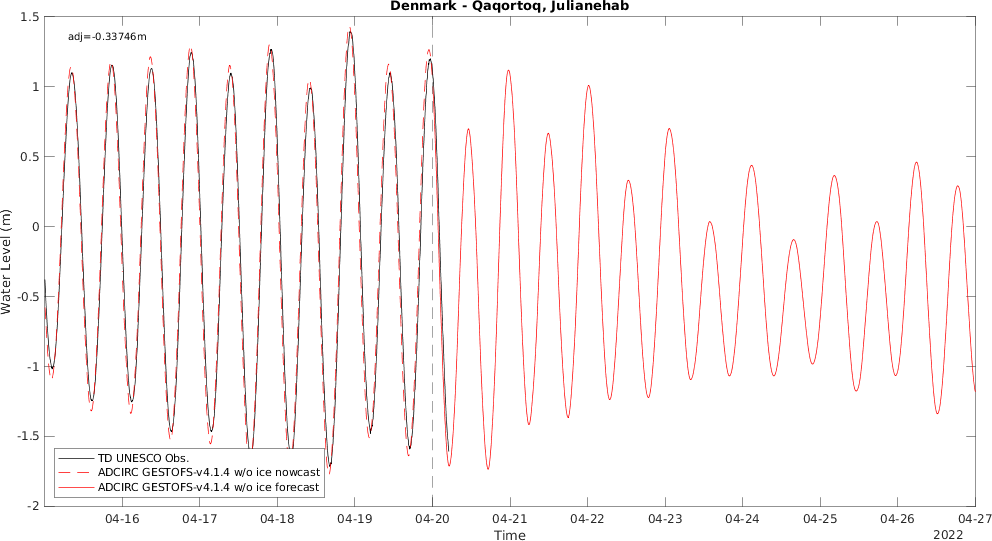 Denmark - Qaqortoq, Julianehab
adj=-0.33746m
1.5
1
0.5
0
-0.5
-1
-1.5
-2
Water Level (m)
TD UNESCO Obs.
ADCIRC GESTOFS-v4.1.4 w/o ice nowcast
ADCIRC GESTOFS-v4.1.4 w/o ice forecast
04-16 04-17 04-18 04-19 04-20 04-21 04-22 04-23 04-24 04-25 04-26 04-27
Time
2022